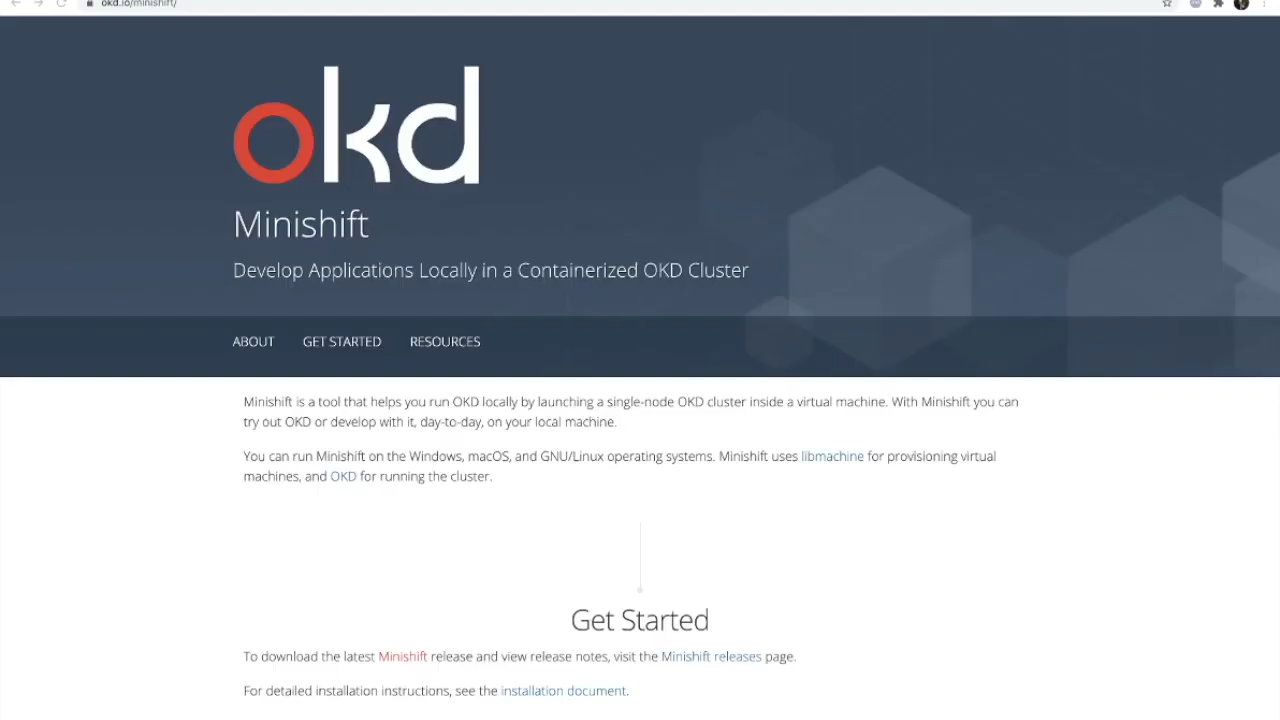 okd.io/minishift/
okd
Minishift
Develop Applications Locally in a Containerized OKD Cluster
ABOUT GET STARTED RESOURCES
Minishift is a tool that helps you run OKD locally by launching a single-node OKD cluster inside a virtual machine. With Minishift you can
try out OKD or develop with it, day-to-day, on your local machine.
You can run Minishift on the Windows, macOS, and GNU/Linux operating systems. Minishift uses libmachine for provisioning virtual
machines, and OKD for running the cluster.
Get Started
To download the latest Minishift release and view release notes, visit the Minishift releases page.
For detailed installation instructions, see the installation document.